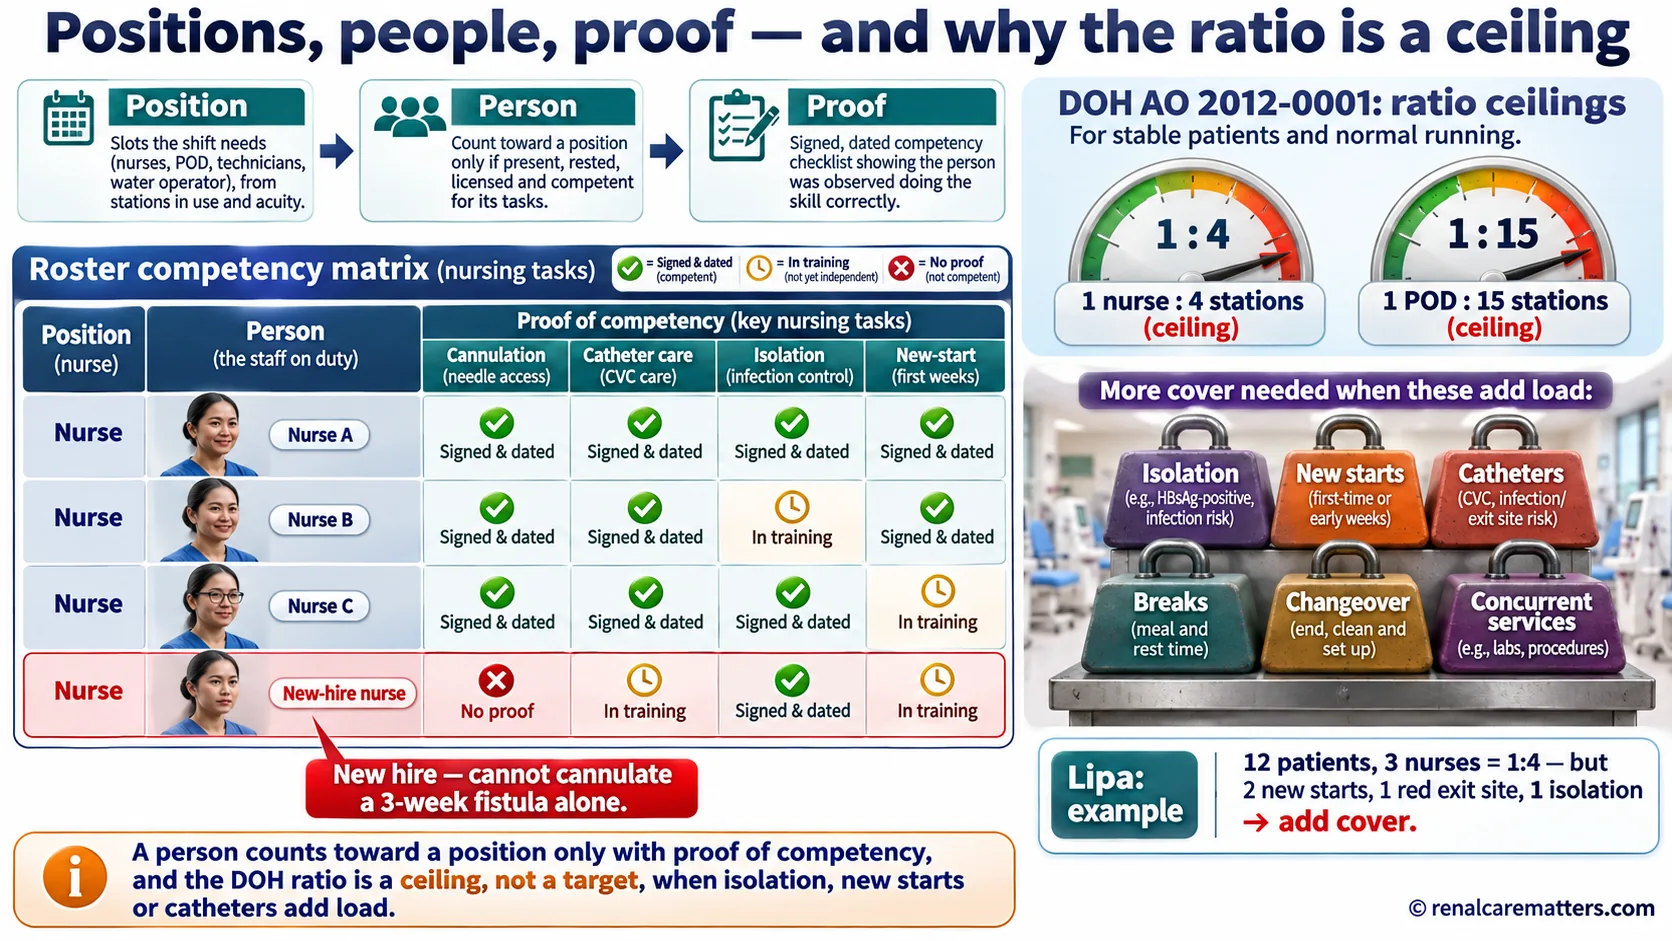 Positions, people, proof — and why the ratio is a ceiling
Position
Slots the shift needs
(nurses, POD, technicians,
water operator), from
stations in use and acuity.
Person
Count toward a position
only if present, rested,
licensed and competent
for its tasks.
Proof
Signed, dated competency
checklist showing the person
was observed doing the
skill correctly.
DOH AO 2012-0001: ratio ceilings
For stable patients and normal running.
1 : 4
1 nurse : 4 stations
(ceiling)
1 : 15
1 POD : 15 stations
(ceiling)
Roster competency matrix (nursing tasks)
= Signed & dated
(competent)
= In training
(not yet independent)
= No proof
(not competent)
Position
(nurse)
Person
(the staff on duty)
Proof of competency (key nursing tasks)
Cannulation
(needle access)
Catheter care
(CVC care)
Isolation
(infection control)
New-start
(first weeks)
Nurse
Nurse A
Signed & dated
Signed & dated
Signed & dated
Signed & dated
Nurse
Nurse B
Signed & dated
Signed & dated
In training
Signed & dated
Nurse
Nurse C
Signed & dated
Signed & dated
Signed & dated
In training
Nurse
New-hire nurse
No proof
In training
Signed & dated
In training
New hire — cannot cannulate
a 3-week fistula alone.
More cover needed when these add load:
Isolation
(e.g., HBsAg-positive,
infection risk)
New starts
(first-time or
early weeks)
Catheters
(CVC, infection/
exit site risk)
Breaks
(meal and
rest time)
Changeover
(end, clean and
set up)
Concurrent
services
(e.g., labs, procedures)
Lipa:
example
12 patients, 3 nurses = 1:4 — but
2 new starts, 1 red exit site, 1 isolation
→ add cover.
i
A person counts toward a position only with proof of competency,
and the DOH ratio is a ceiling, not a target, when isolation, new starts
or catheters add load.
© renalcarematters.com